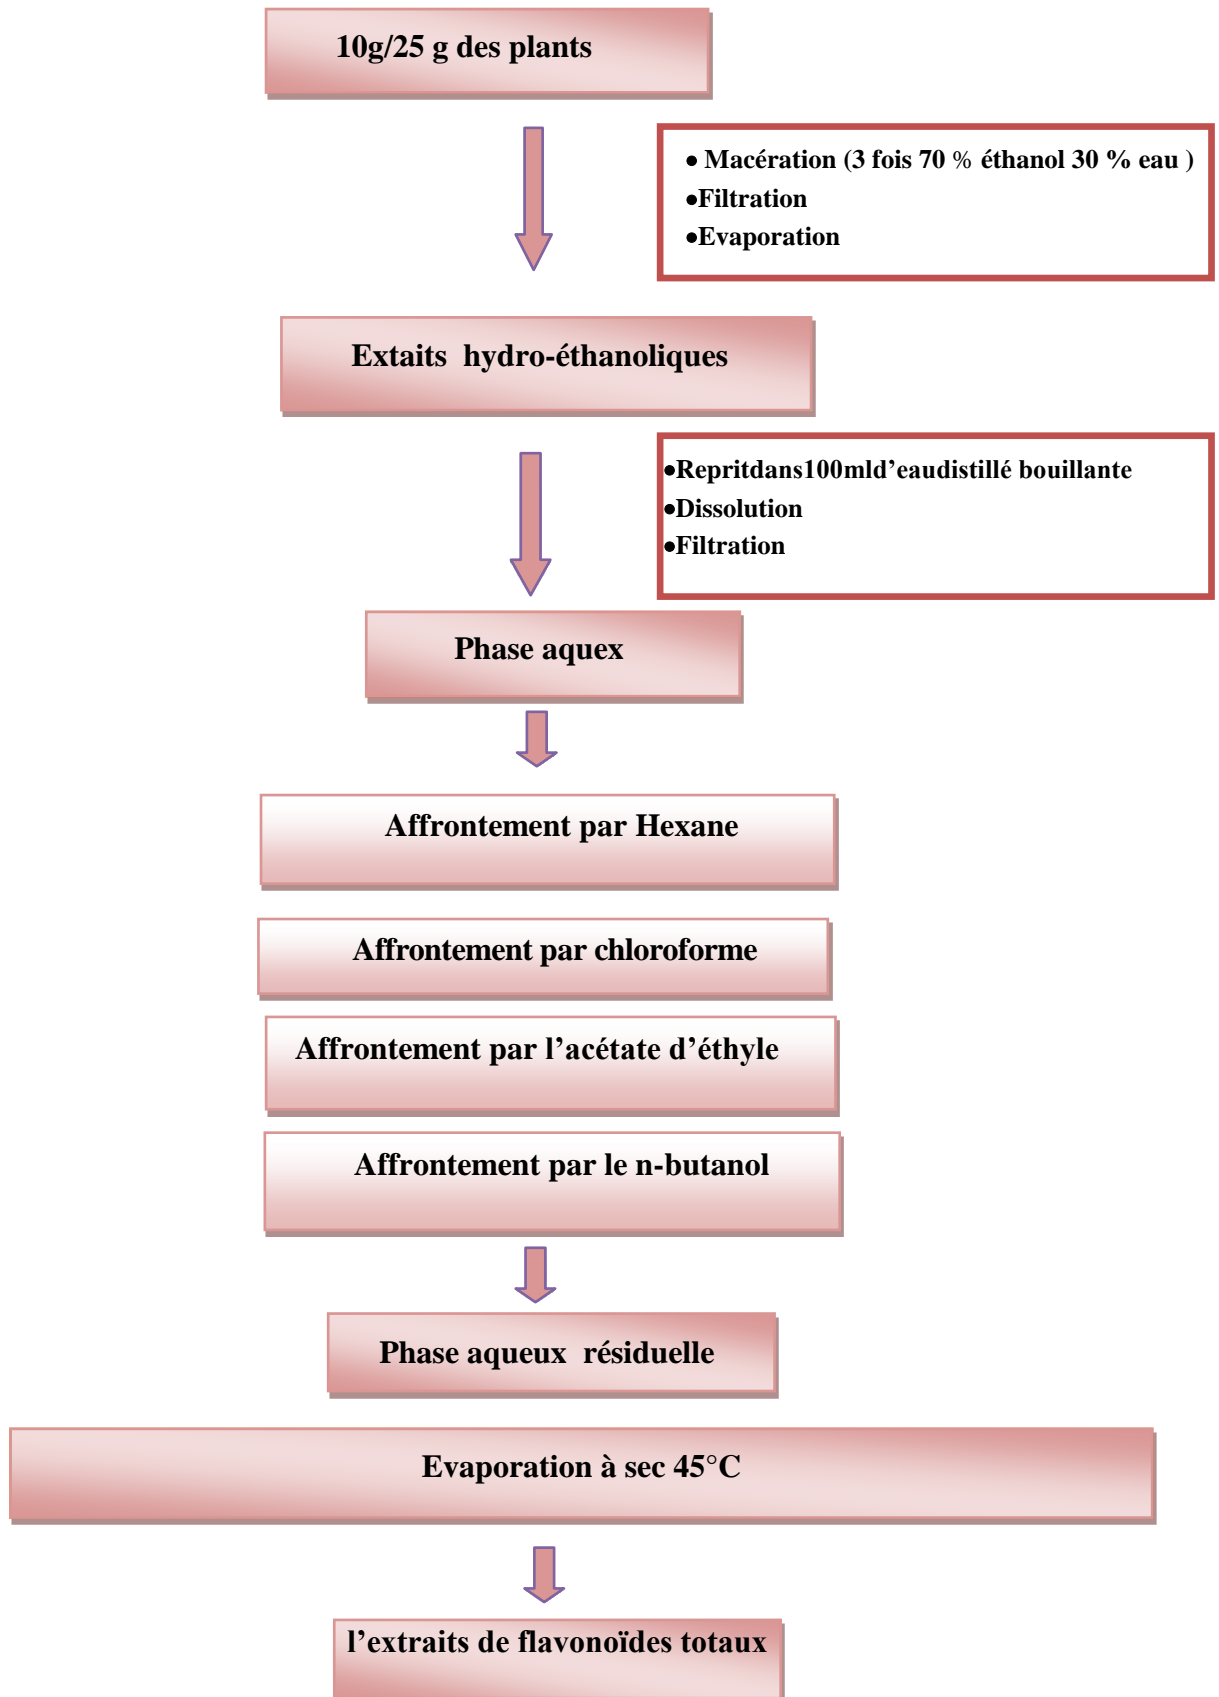 10g/25 g des plants
• Macération (3 fois 70 % éthanol 30 % eau )
•Filtration
•Evaporation
Extaits hydro-éthanoliques
•Repritdans100mld’eaudistillé bouillante
•Dissolution
•Filtration
Phase aquex
Affrontement par Hexane
Affrontement par chloroforme
Affrontement par l’acétate d’éthyle
Affrontement par le n-butanol
Phase aqueux résiduelle
Evaporation à sec 45°C
l’extraits de flavonoïdes totaux